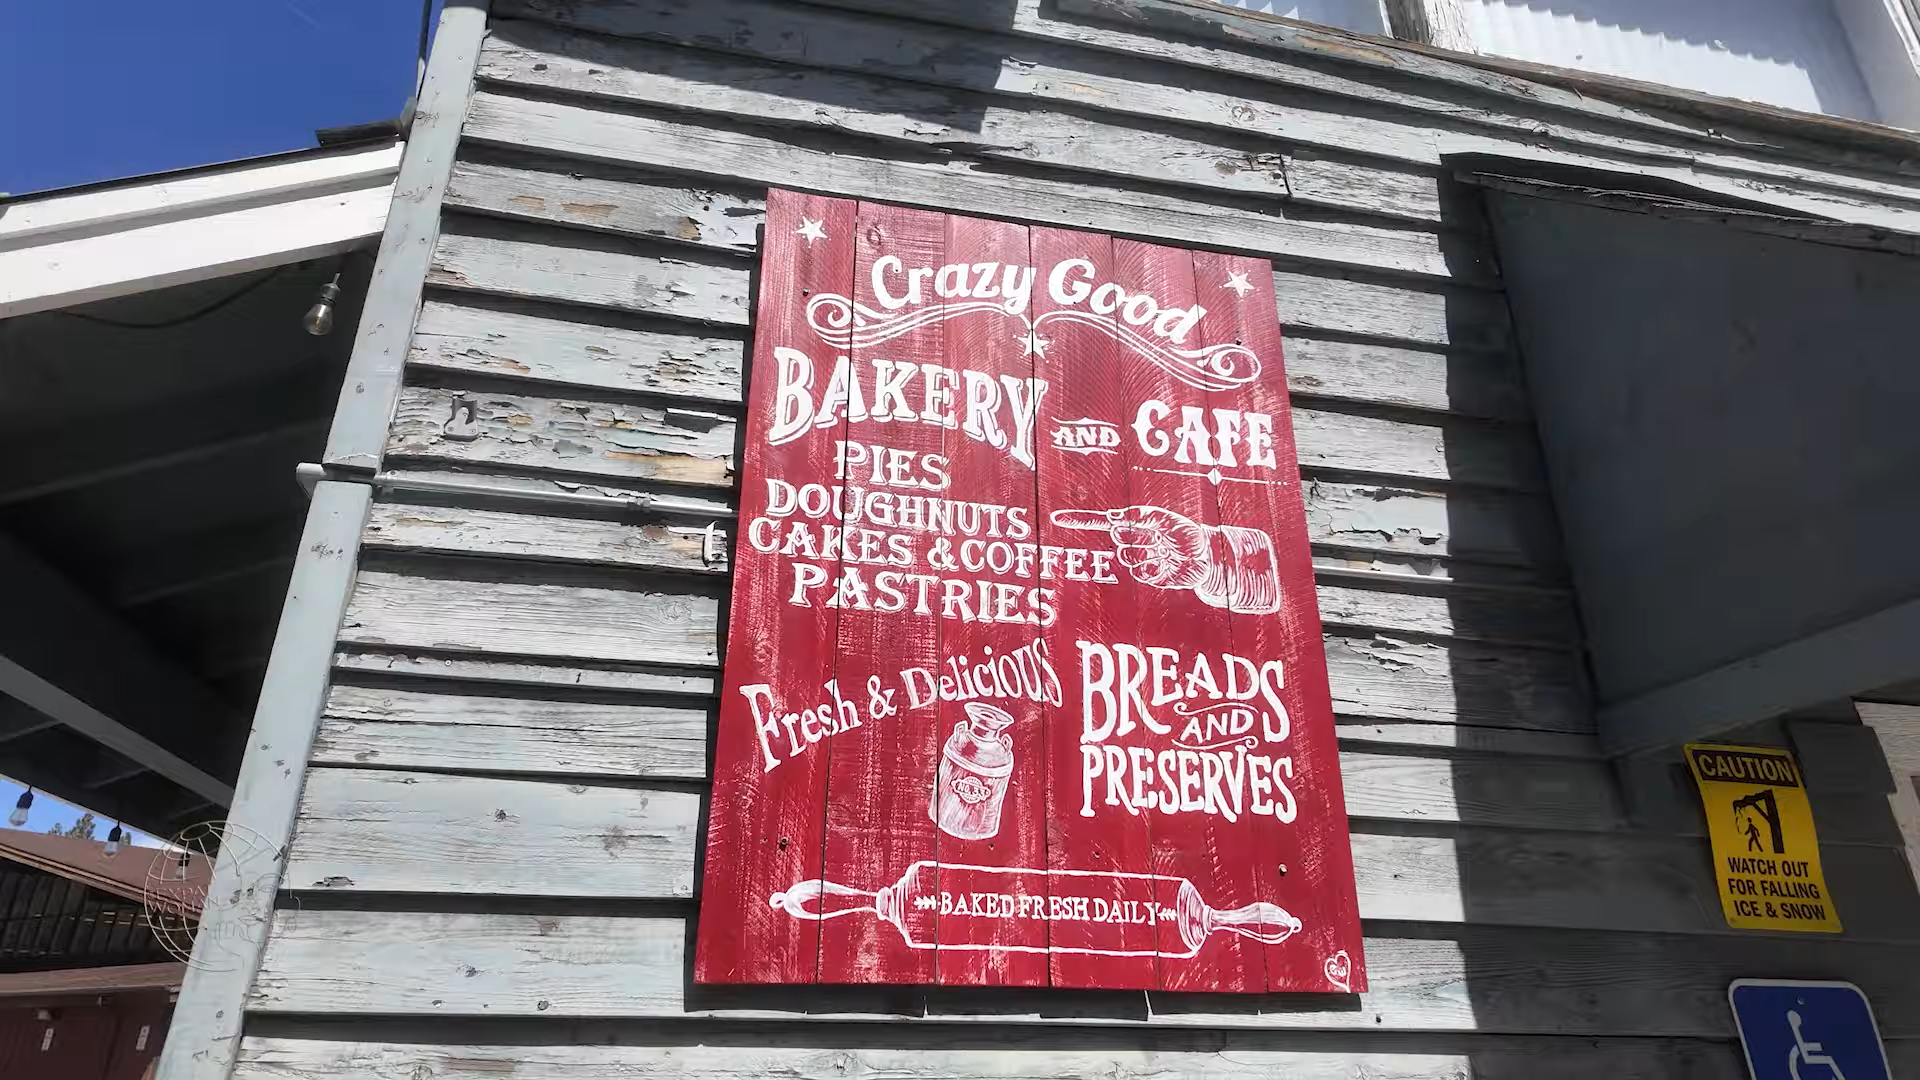 Crazy Good
BAKERY AND CAFE
PIES
DOUGHNUTS
CAKES & COFFEE
PASTRIES
Fresh & Delicious
BREADS
AND
PRESERVES
BAKED FRESH DAILY
CAUTION
WATCH OUT
FOR FALLING
ICE & SNOW